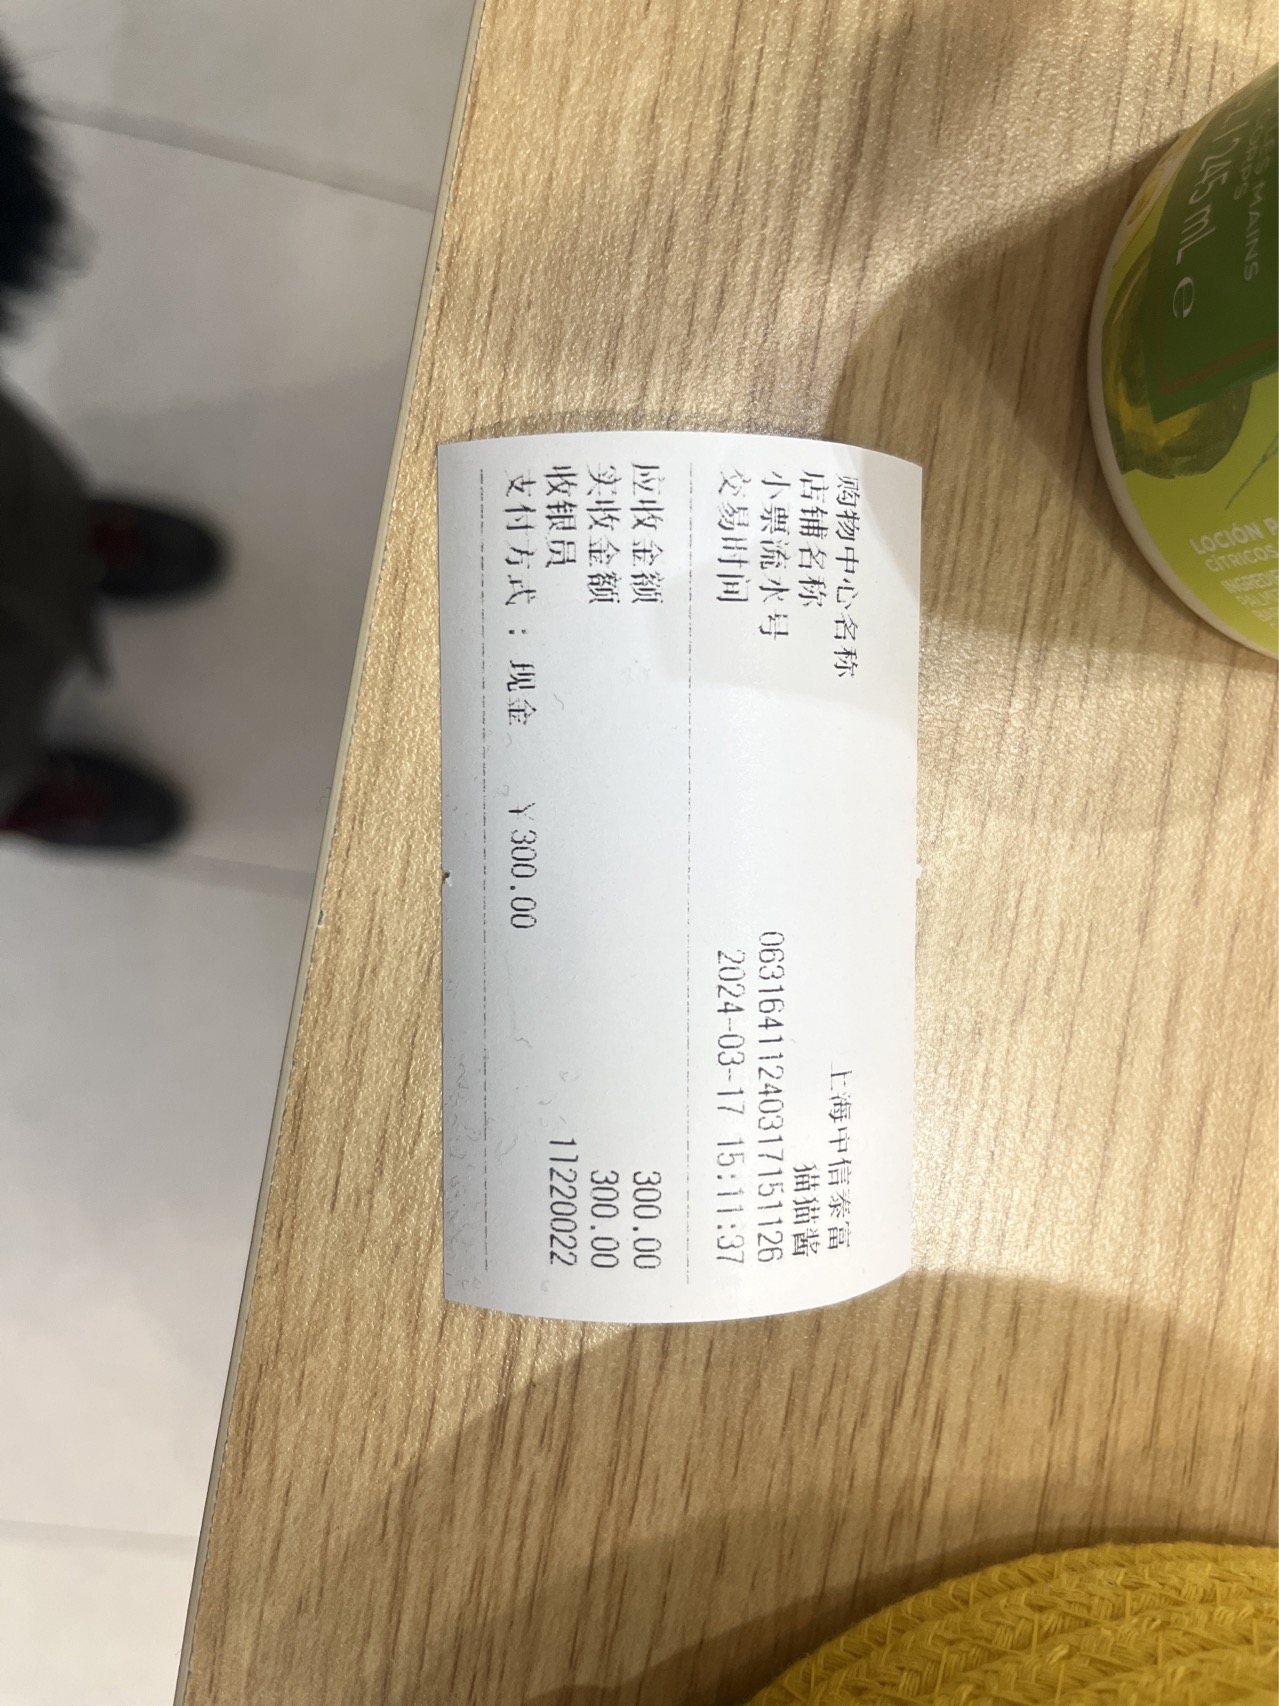 购物中心名称 上海中信泰富
店铺名称 猫猫酱
小票流水号 06316411240317151126
交易时间 2024-03-17 15:11:37
应收金额 300.00
实收金额 300.00
收银员 11220022
支付方式：现金 ￥300.00
245 mL e
LOCIÓN
CÍTRICOS